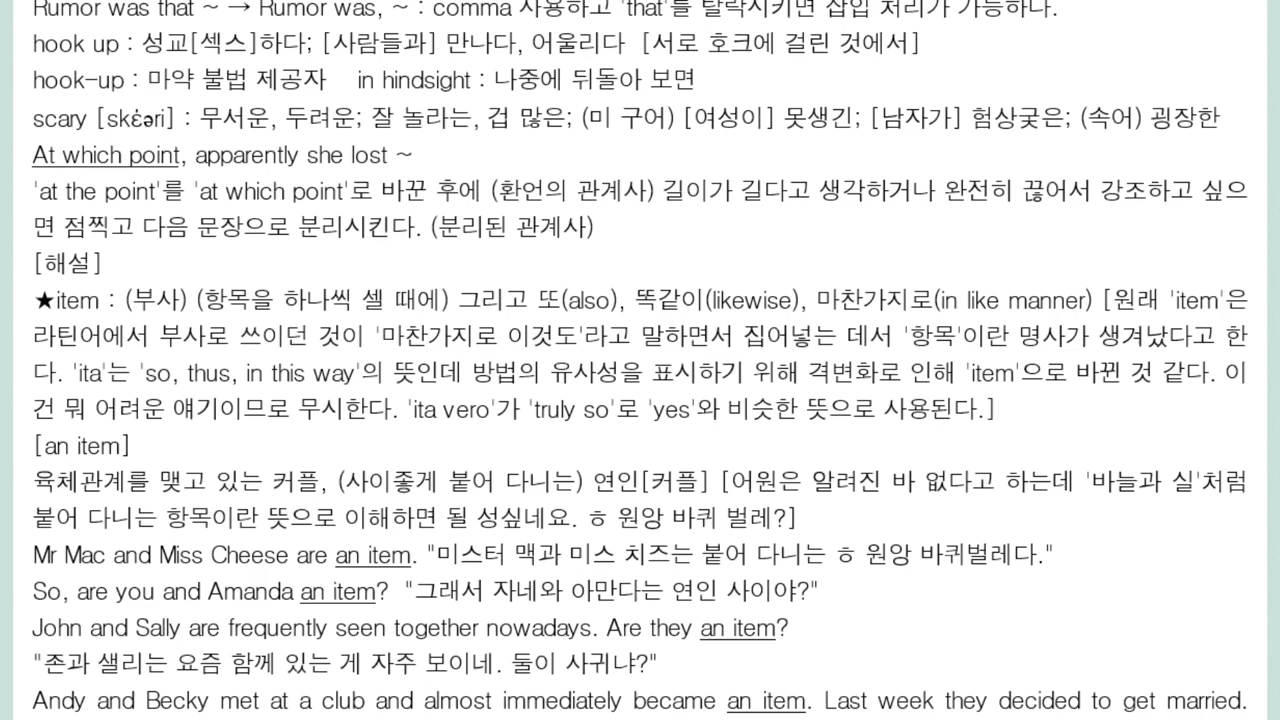 Rumor was that ~ → Rumor was, ~ : comma 사용하고 'that'를 탈락시키면 삽입 처리가 가능하다.
hook up : 성교[섹스]하다; [사람들과] 만나다, 어울리다 [서로 호크에 걸린 것에서]
hook-up : 마약 불법 제공자 in hindsight : 나중에 뒤돌아 보면
scary [skɛ́əri] : 무서운, 두려운; 잘 놀라는, 겁 많은; (미 구어) [여성이] 못생긴; [남자가] 험상궂은; (속어) 굉장한
At which point, apparently she lost ~
'at the point'를 'at which point'로 바꾼 후에 (환언의 관계사) 길이가 길다고 생각하거나 완전히 끊어서 강조하고 싶으
면 점찍고 다음 문장으로 분리시킨다. (분리된 관계사)
[해설]
★item : (부사) (항목을 하나씩 셀 때에) 그리고 또(also), 똑같이(likewise), 마찬가지로(in like manner) [원래 'item'은
라틴어에서 부사로 쓰이던 것이 '마찬가지로 이것도'라고 말하면서 집어넣는 데서 '항목'이란 명사가 생겨났다고 한
다. 'ita'는 'so, thus, in this way'의 뜻인데 방법의 유사성을 표시하기 위해 격변화로 인해 'item'으로 바뀐 것 같다. 이
건 뭐 어려운 얘기이므로 무시한다. 'ita vero'가 'truly so'로 'yes'와 비슷한 뜻으로 사용된다.]
[an item]
육체관계를 맺고 있는 커플, (사이좋게 붙어 다니는) 연인[커플] [어원은 알려진 바 없다고 하는데 '바늘과 실'처럼
붙어 다니는 항목이란 뜻으로 이해하면 될 성싶네요. ㅎ 원앙 바퀴 벌레?]
Mr Mac and Miss Cheese are an item. "미스터 맥과 미스 치즈는 붙어 다니는 ㅎ 원앙 바퀴벌레다."
So, are you and Amanda an item? "그래서 자네와 아만다는 연인 사이야?"
John and Sally are frequently seen together nowadays. Are they an item?
"존과 샐리는 요즘 함께 있는 게 자주 보이네. 둘이 사귀냐?"
Andy and Becky met at a club and almost immediately became an item. Last week they decided to get married.